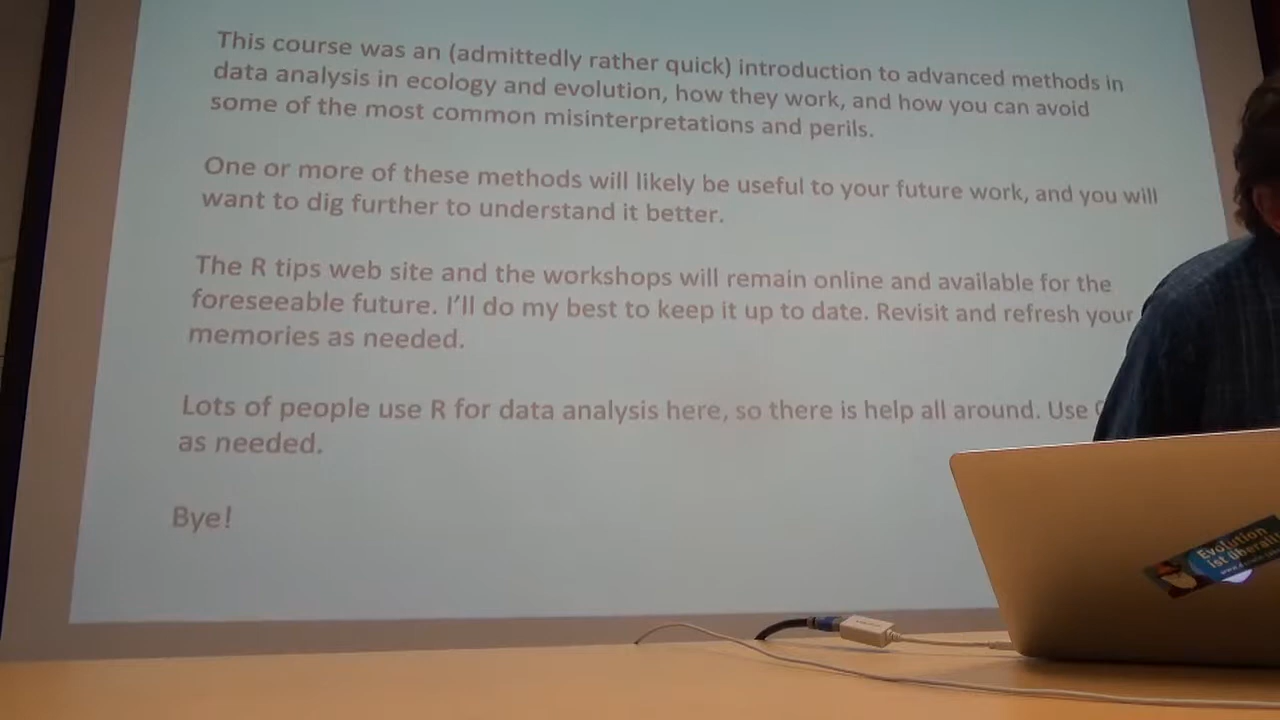 This course was an (admittedly rather quick) introduction to advanced methods in
data analysis in ecology and evolution, how they work, and how you can avoid
some of the most common misinterpretations and perils.
One or more of these methods will likely be useful to your future work, and you will
want to dig further to understand it better.
The R tips web site and the workshops will remain online and available for the
foreseeable future. I'll do my best to keep it up to date. Revisit and refresh your
memories as needed.
Lots of people use R for data analysis here, so there is help all around. Use
as needed.
Bye!
Evolution
ist überall!